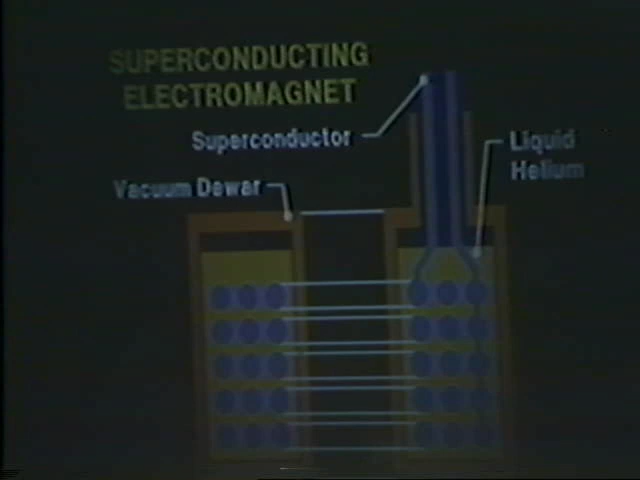 SUPERCONDUCTING
ELECTROMAGNET
Superconductor
Liquid
Helium
Vacuum Dewar